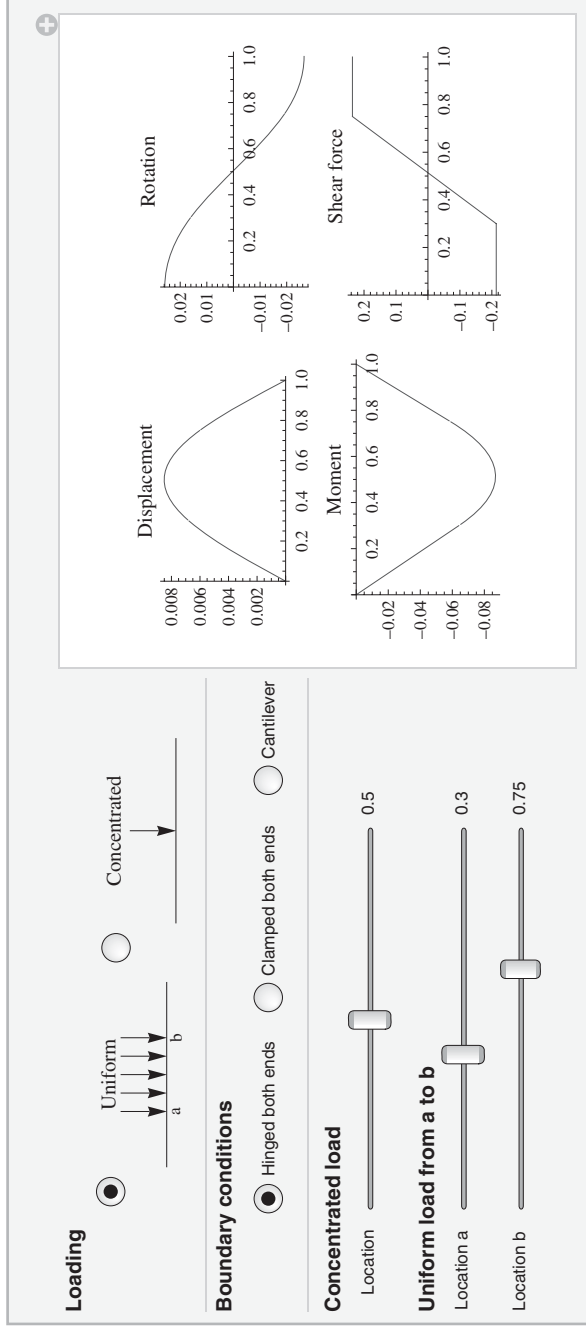 Loading
Uniform
a b
Concentrated
Boundary conditions
Hinged both ends Clamped both ends Cantilever
Concentrated load
Location 0.5
Uniform load from a to b
Location a 0.3
Location b 0.75
Displacement
0.008
0.006
0.004
0.002
0.2 0.4 0.6 0.8 1.0
Rotation
0.02
0.01
−0.01
−0.02
0.2 0.4 0.6 0.8 1.0
Moment
0.2 0.4 0.6 0.8 1.0
−0.02
−0.04
−0.06
−0.08
Shear force
0.2
0.1
−0.1
−0.2
0.2 0.4 0.6 0.8 1.0